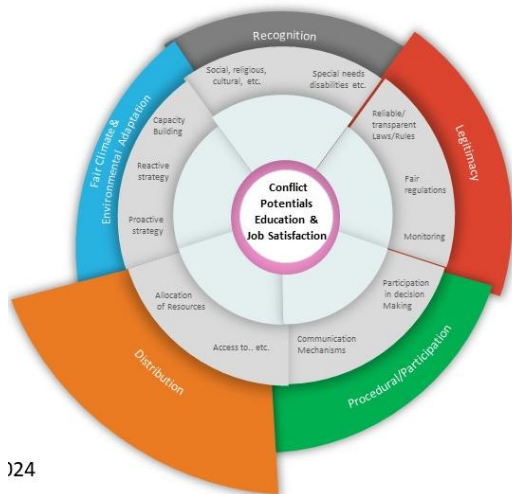 Recognition
Social, religious,
cultural, etc.
Special needs
disabilities etc.
Legitimacy
Reliable/
transparent
Laws/Rules
Fair
regulations
Monitoring
Procedural/Participation
Participation
in decision
Making
Communication
Mechanisms
Distribution
Access to.. etc.
Allocation
of Resources
Fair Climate &
Environmental Adaptation
Proactive
strategy
Reactive
strategy
Capacity
Building
Conflict
Potentials
Education &
Job Satisfaction
024